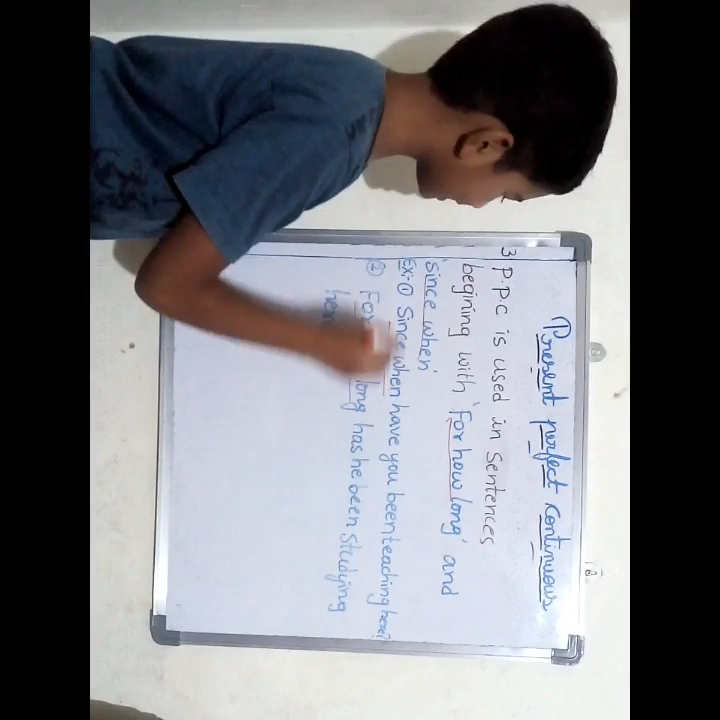 Present perfect continuous
3 P.P.C is used in sentences
begining with 'For how long' and
'since when'
Ex:- ① Since when have you been teaching here?
② For long has he been studying